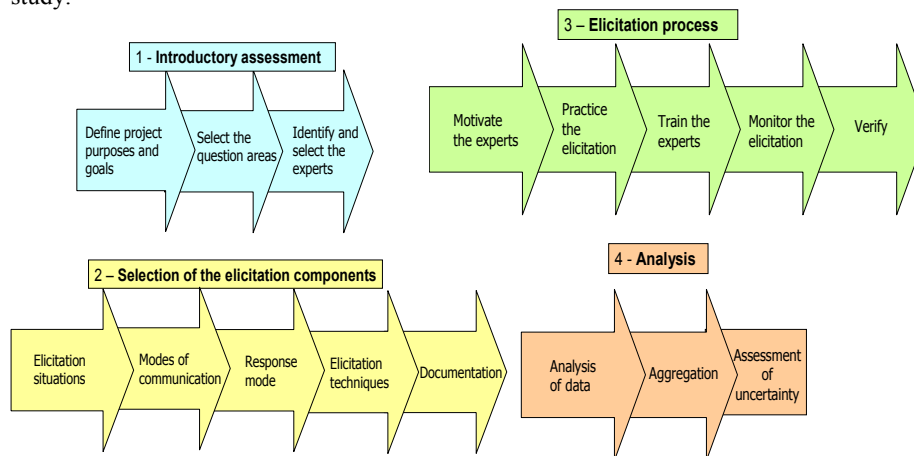 study.
1 - Introductory assessment
Define project
purposes and
goals
Select the
question areas
Identify and
select the
experts
3 – Elicitation process
Motivate
the experts
Practice
the
elicitation
Train the
experts
Monitor the
elicitation
Verify
2 – Selection of the elicitation components
Elicitation
situations
Modes of
communication
Response
mode
Elicitation
techniques
Documentation
4 - Analysis
Analysis
of data
Aggregation
Assessment
of
uncertainty